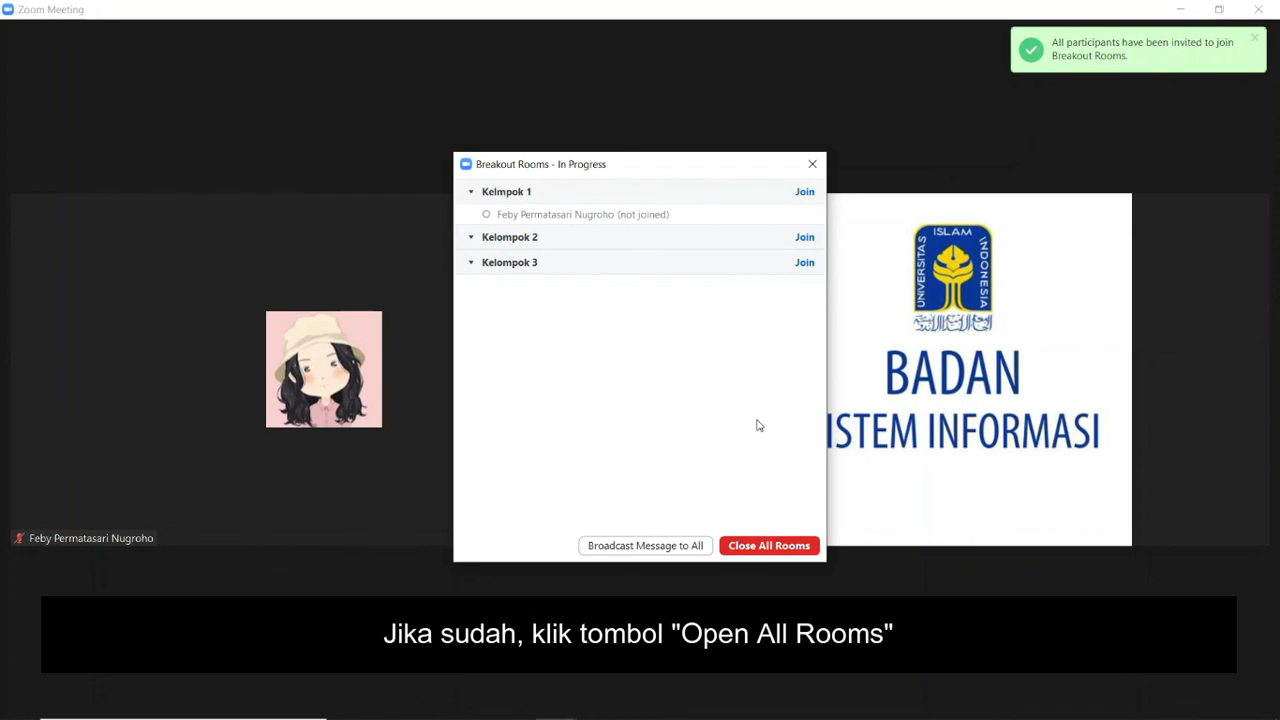 Zoom Meeting
All participants have been invited to join
Breakout Rooms.
Breakout Rooms - In Progress
Kelmpok 1 Join
Feby Permatasari Nugroho (not joined)
Kelompok 2 Join
Kelompok 3 Join
Broadcast Message to All Close All Rooms
UNIVERSITAS ISLAM INDONESIA
BADAN
ISTEM INFORMASI
Feby Permatasari Nugroho
Jika sudah, klik tombol "Open All Rooms"